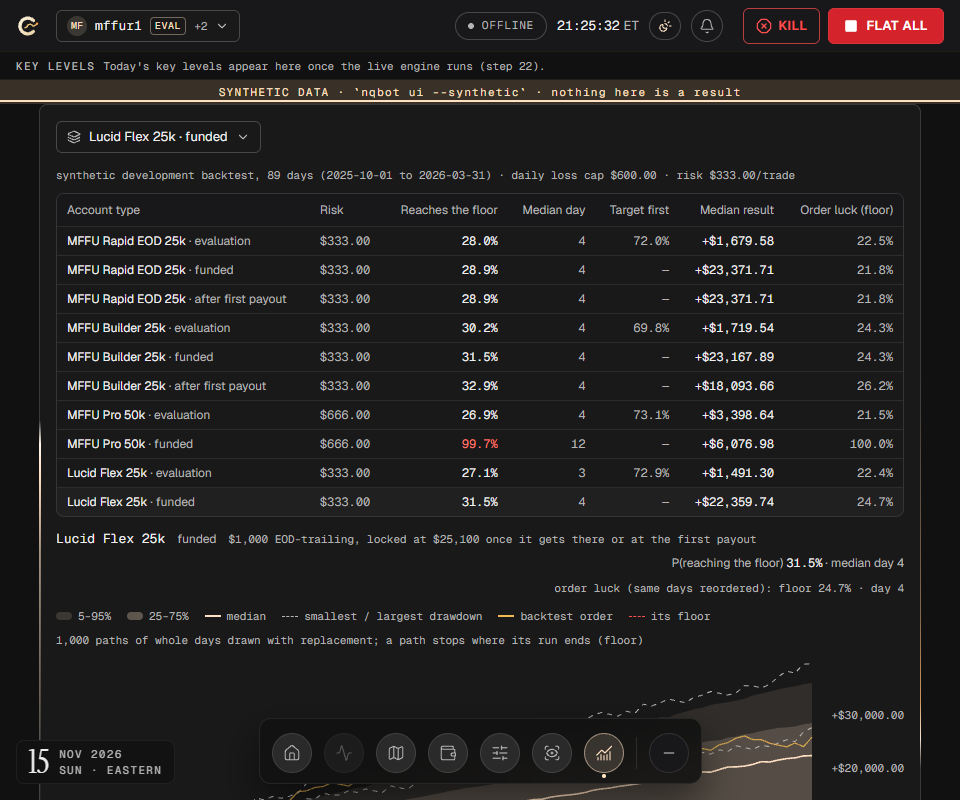 MF mffur1 EVAL +2 OFFLINE 21:25:32 ET KILL FLAT ALL
KEY LEVELS Today's key levels appear here once the live engine runs (step 22).
SYNTHETIC DATA · `nqbot ui --synthetic` · nothing here is a result
Lucid Flex 25k · funded
synthetic development backtest, 89 days (2025-10-01 to 2026-03-31) · daily loss cap $600.00 · risk $333.00/trade
Account type Risk Reaches the floor Median day Target first Median result Order luck (floor)
MFFU Rapid EOD 25k · evaluation $333.00 28.0% 4 72.0% +$1,679.58 22.5%
MFFU Rapid EOD 25k · funded $333.00 28.9% 4 — +$23,371.71 21.8%
MFFU Rapid EOD 25k · after first payout $333.00 28.9% 4 — +$23,371.71 21.8%
MFFU Builder 25k · evaluation $333.00 30.2% 4 69.8% +$1,719.54 24.3%
MFFU Builder 25k · funded $333.00 31.5% 4 — +$23,167.89 24.3%
MFFU Builder 25k · after first payout $333.00 32.9% 4 — +$18,093.66 26.2%
MFFU Pro 50k · evaluation $666.00 26.9% 4 73.1% +$3,398.64 21.5%
MFFU Pro 50k · funded $666.00 99.7% 12 — +$6,076.98 100.0%
Lucid Flex 25k · evaluation $333.00 27.1% 3 72.9% +$1,491.30 22.4%
Lucid Flex 25k · funded $333.00 31.5% 4 — +$22,359.74 24.7%
Lucid Flex 25k funded $1,000 EOD-trailing, locked at $25,100 once it gets there or at the first payout
P(reaching the floor) 31.5% · median day 4
order luck (same days reordered): floor 24.7% · day 4
5–95% 25–75% median smallest / largest drawdown backtest order its floor
1,000 paths of whole days drawn with replacement; a path stops where its run ends (floor)
+$30,000.00
+$20,000.00
15 NOV 2026
SUN · EASTERN